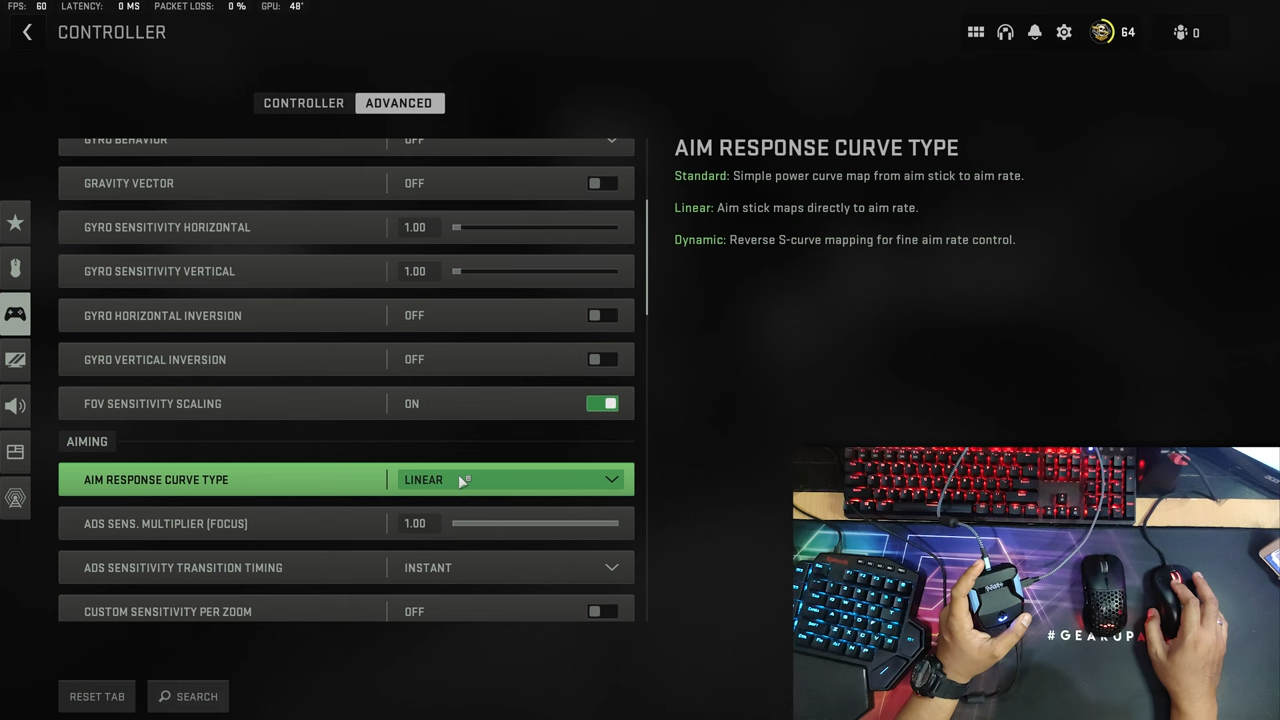 FPS: 60 LATENCY: 0 MS PACKET LOSS: 0 % GPU: 48°
CONTROLLER
64
0
CONTROLLER ADVANCED
GYRO BEHAVIOR OFF
GRAVITY VECTOR OFF
GYRO SENSITIVITY HORIZONTAL 1.00
GYRO SENSITIVITY VERTICAL 1.00
GYRO HORIZONTAL INVERSION OFF
GYRO VERTICAL INVERSION OFF
FOV SENSITIVITY SCALING ON
AIMING
AIM RESPONSE CURVE TYPE LINEAR
ADS SENS. MULTIPLIER (FOCUS) 1.00
ADS SENSITIVITY TRANSITION TIMING INSTANT
CUSTOM SENSITIVITY PER ZOOM OFF
RESET TAB SEARCH
AIM RESPONSE CURVE TYPE
Standard: Simple power curve map from aim stick to aim rate.
Linear: Aim stick maps directly to aim rate.
Dynamic: Reverse S-curve mapping for fine aim rate control.
#GEARUPA